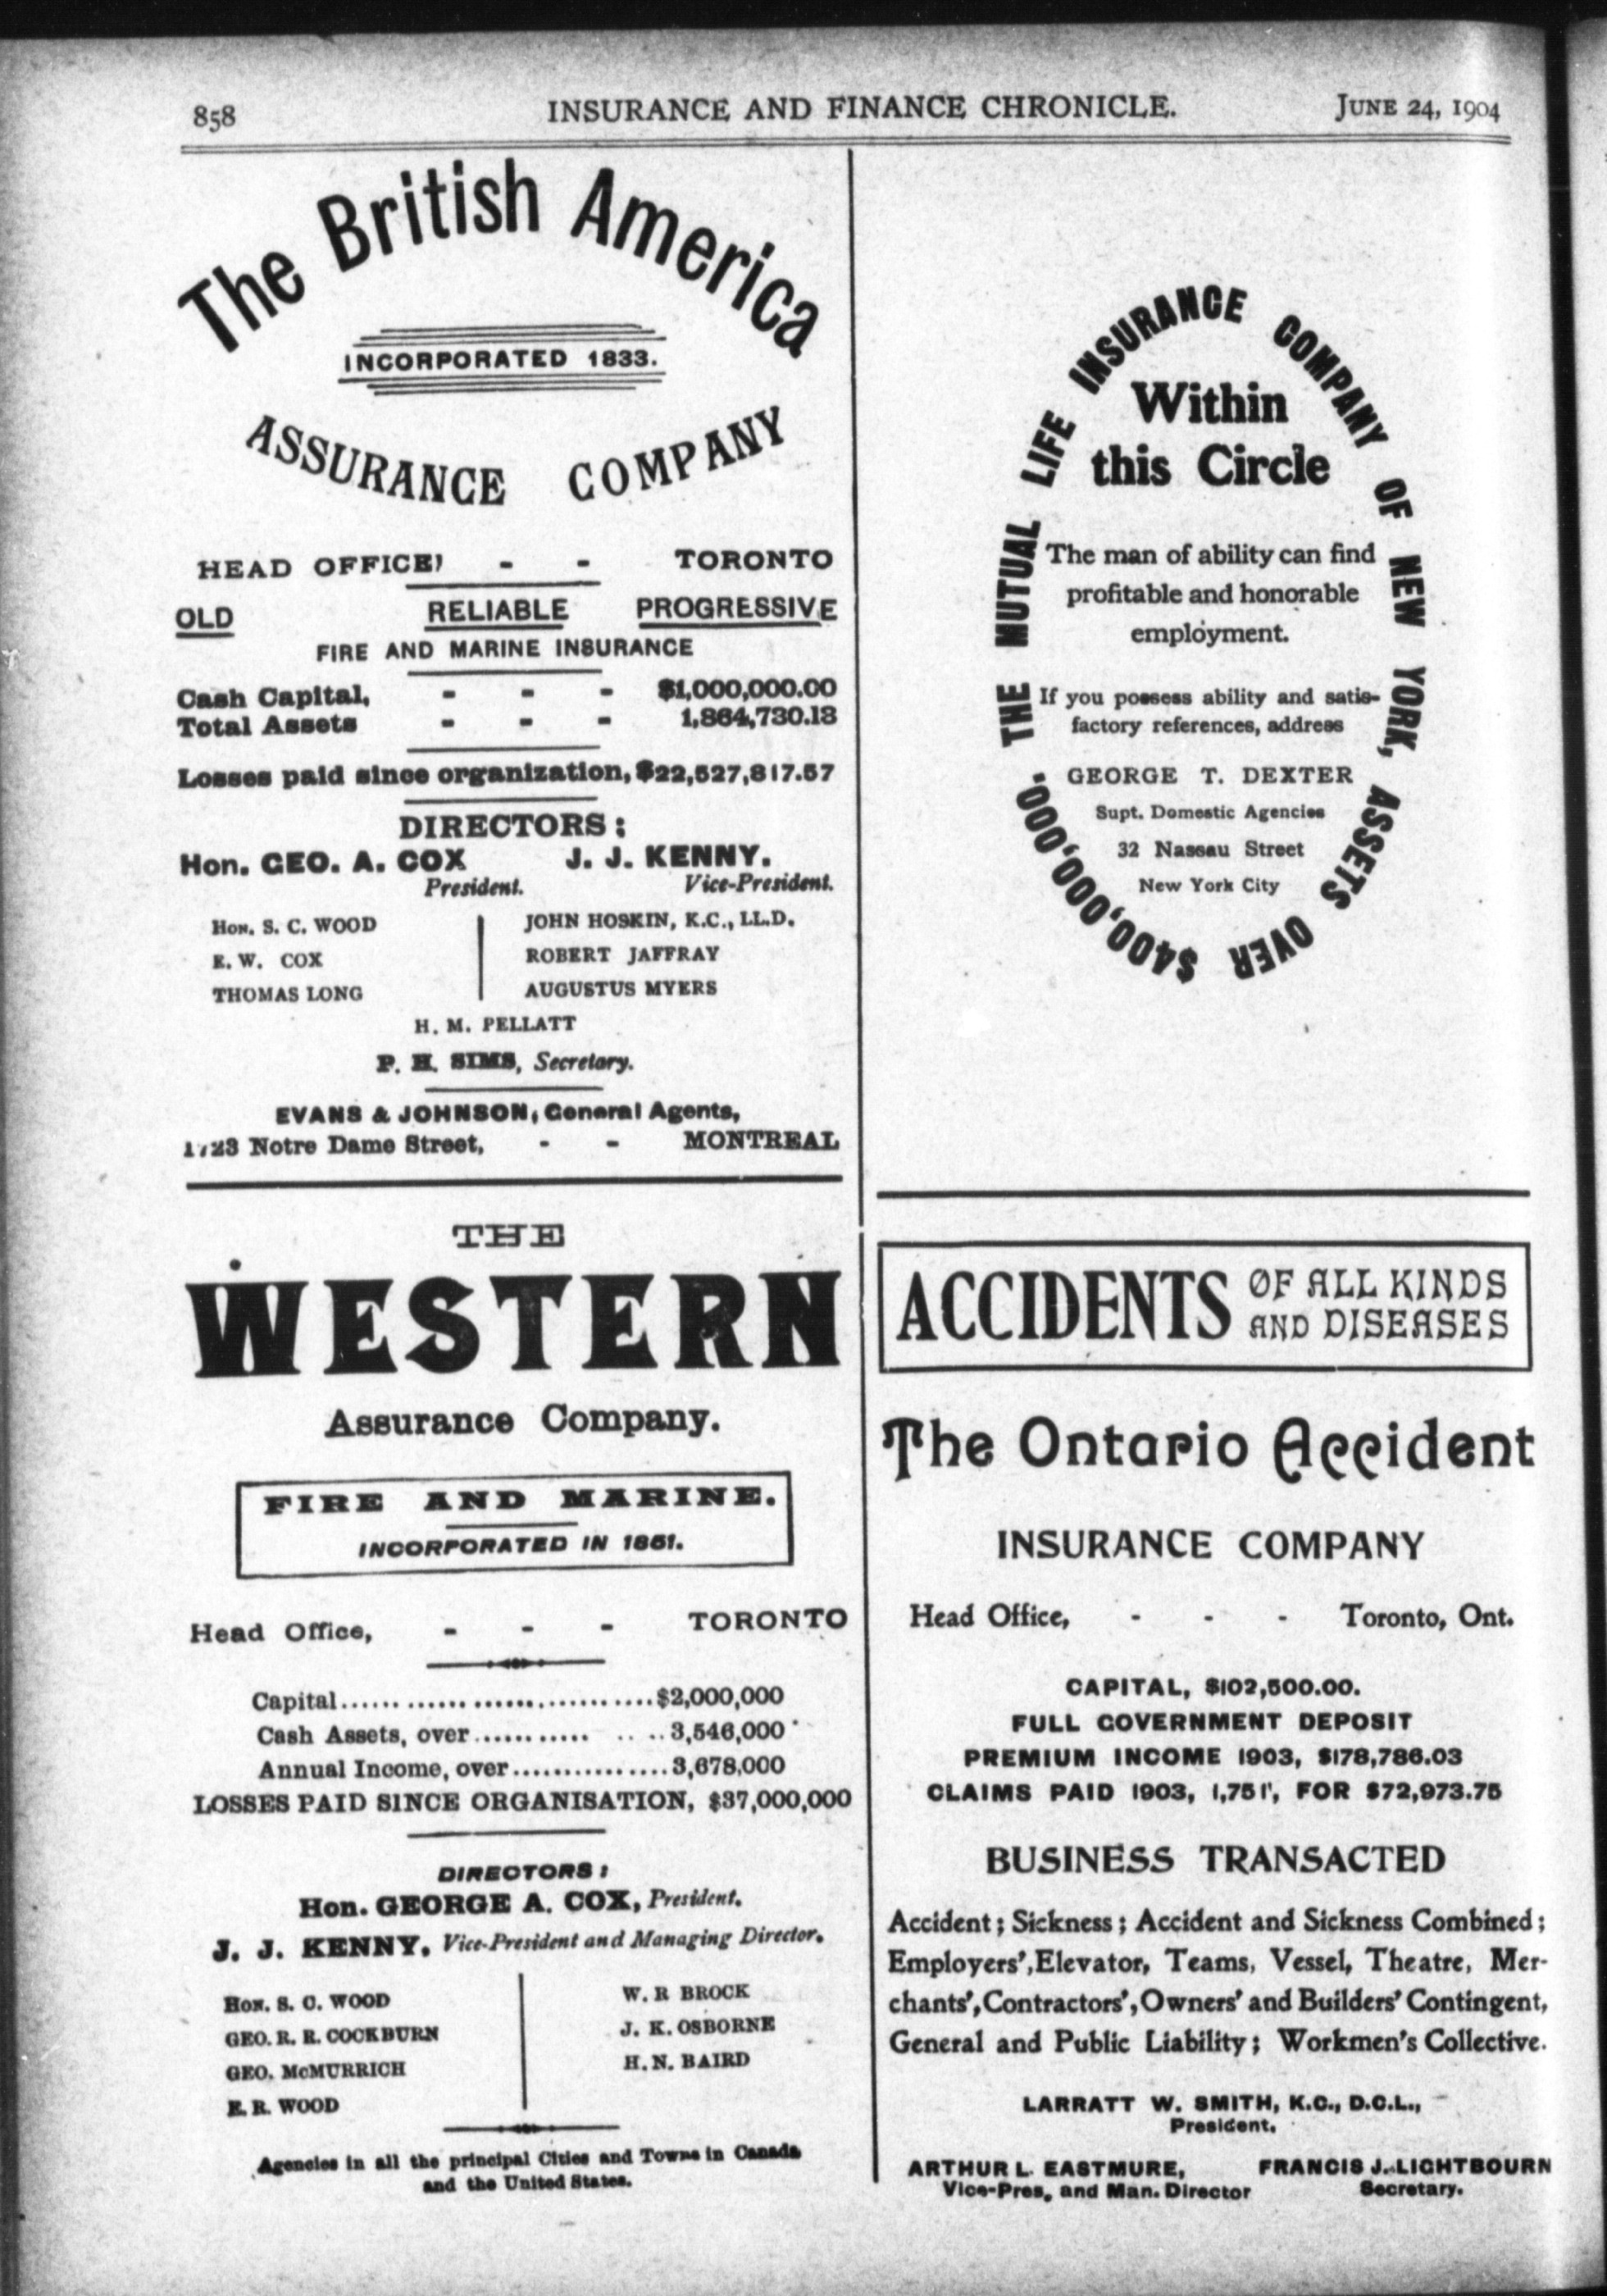 858 INSURANCE AND FINANCE CHRONICLE. JUNE 24, 1904
The British America
INCORPORATED 1833.
ASSURANCE COMPANY
HEAD OFFICE, - - TORONTO
OLD RELIABLE PROGRESSIVE
FIRE AND MARINE INSURANCE
Cash Capital, - - - $1,000,000.00
Total Assets - - - 1,864,730.13
Losses paid since organization, $22,527,817.57
DIRECTORS:
Hon. GEO. A. COX J. J. KENNY.
President. Vice-President.
HON. S. C. WOOD JOHN HOSKIN, K.C., LL.D.
E. W. COX ROBERT JAFFRAY
THOMAS LONG AUGUSTUS MYERS
H. M. PELLATT
P. H. SIMS, Secretary.
EVANS & JOHNSON, General Agents,
1723 Notre Dame Street, - - MONTREAL
THE
WESTERN
Assurance Company.
FIRE AND MARINE.
INCORPORATED IN 1851.
Head Office, - - - TORONTO
Capital....................................$2,000,000
Cash Assets, over............ .. ..3,546,000
Annual Income, over................3,678,000
LOSSES PAID SINCE ORGANISATION, $37,000,000
DIRECTORS:
Hon. GEORGE A. COX, President.
J. J. KENNY, Vice-President and Managing Director.
HON. S. C. WOOD W. R BROCK
GEO. R. R. COCKBURN J. K. OSBORNE
GEO. McMURRICH H. N. BAIRD
E. R. WOOD
Agencies in all the principal Cities and Towns in Canada
and the United States.
THE MUTUAL LIFE INSURANCE COMPANY OF NEW YORK, ASSETS OVER $400,000,000.
Within
this Circle
The man of ability can find
profitable and honorable
employment.
If you possess ability and satis-
factory references, address
GEORGE T. DEXTER
Supt. Domestic Agencies
32 Nassau Street
New York City
ACCIDENTS OF ALL KINDS
AND DISEASES
The Ontario Accident
INSURANCE COMPANY
Head Office, - - - Toronto, Ont.
CAPITAL, $102,500.00.
FULL GOVERNMENT DEPOSIT
PREMIUM INCOME 1903, $178,786.03
CLAIMS PAID 1903, 1,751', FOR $72,973.75
BUSINESS TRANSACTED
Accident; Sickness; Accident and Sickness Combined;
Employers', Elevator, Teams, Vessel, Theatre, Mer-
chants', Contractors', Owners' and Builders' Contingent,
General and Public Liability; Workmen's Collective.
LARRATT W. SMITH, K.C., D.C.L.,
President.
ARTHUR L. EASTMURE, FRANCIS J. LIGHTBOURN
Vice-Pres, and Man. Director Secretary.